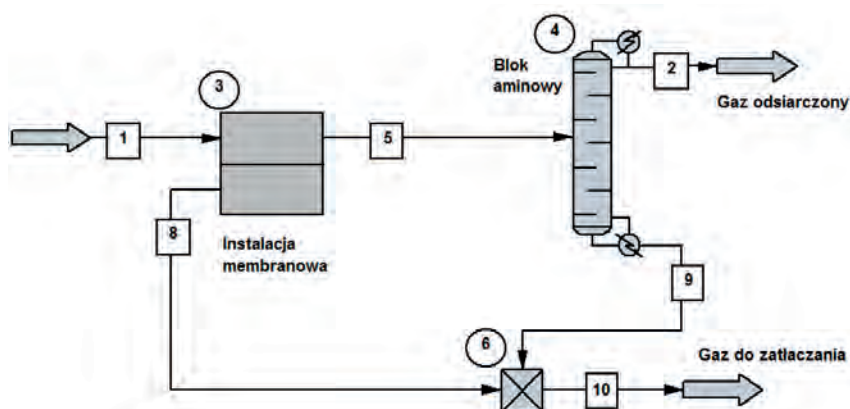 4
Blok
aminowy
2
Gaz odsiarczony
3
1
5
8
Instalacja
membranowa
9
6
Gaz do zatłaczania
10